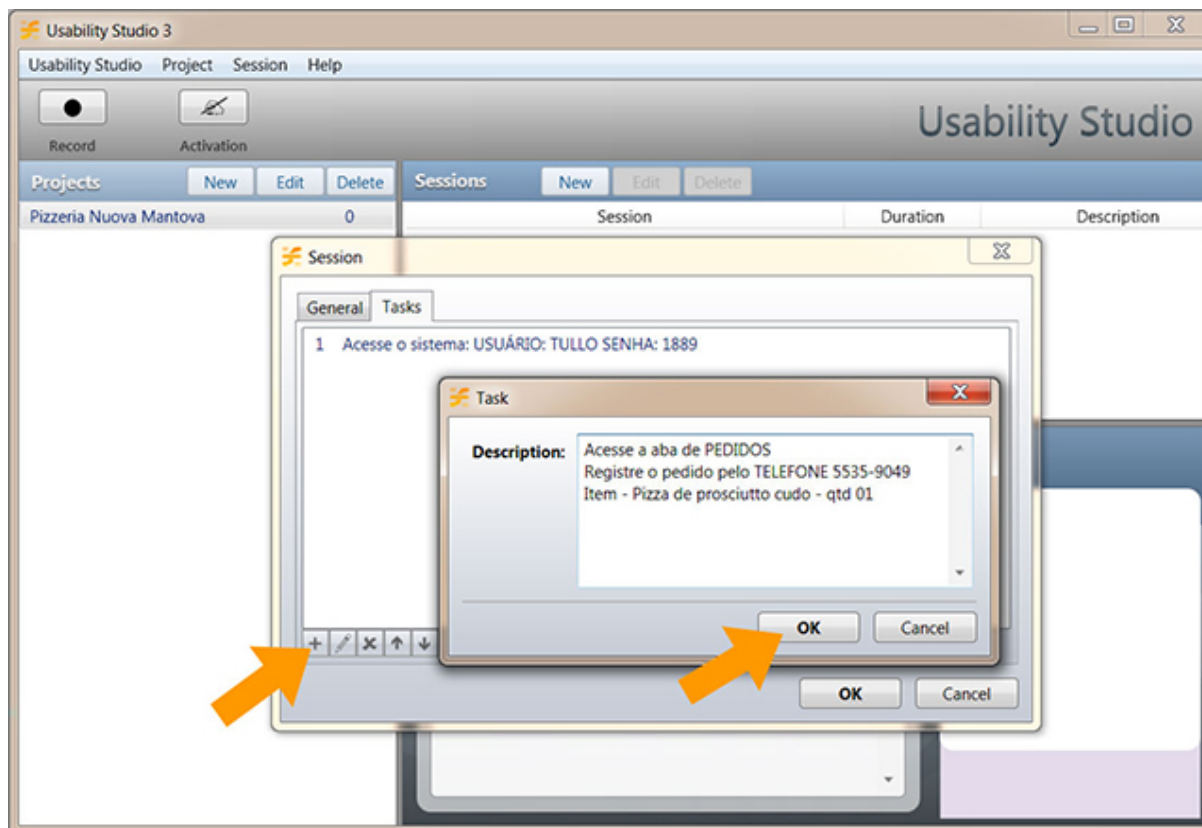 Usability Studio 3
Usability Studio Project Session Help
Usability Studio
Record Activation
Projects New Edit Delete Sessions New Edit Delete
Pizzeria Nuova Mantova 0 Session Duration Description
Session
General Tasks
1 Acesse o sistema: USUÁRIO: TULLO SENHA: 1889
Task
Description: Acesse a aba de PEDIDOS
Registre o pedido pelo TELEFONE 5535-9049
Item - Pizza de prosciutto cudo - qtd 01
OK Cancel
OK Cancel